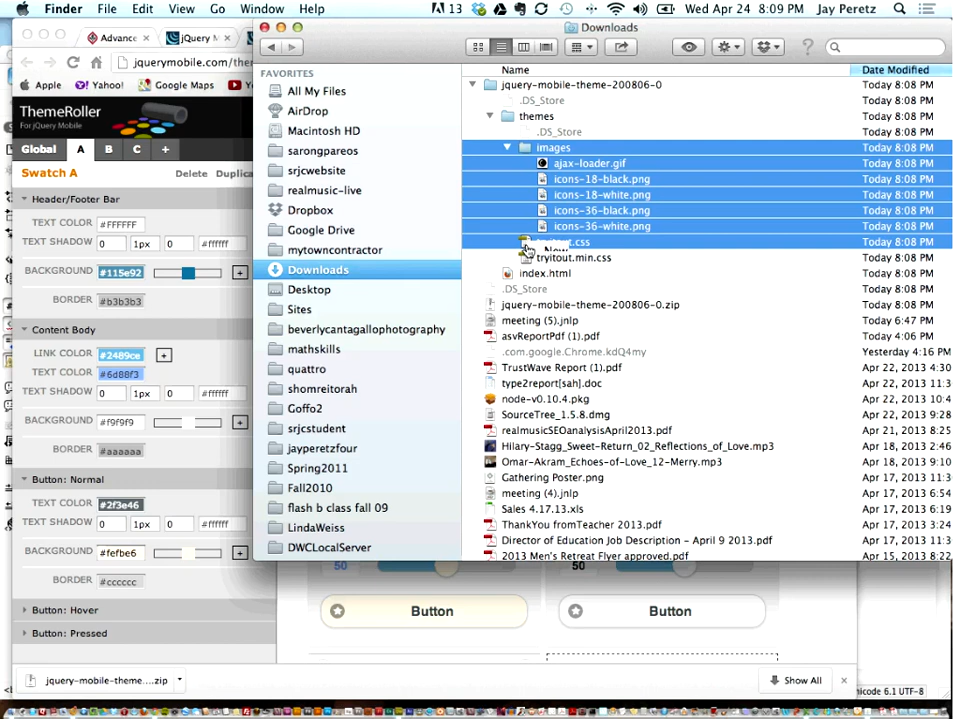 Finder File Edit View Go Window Help 13 Wed Apr 24 8:09 PM Jay Peretz
Advance jQuery M
jquerymobile.com/the
Apple Yahoo! Google Maps Y
ThemeRoller
For jQuery Mobile
Global A B C +
Swatch A Delete Duplica
Header/Footer Bar
TEXT COLOR #FFFFFF
TEXT SHADOW 0 1px 0 #ffffff
BACKGROUND #115e92 +
BORDER #b3b3b3
Content Body
LINK COLOR #2489ce +
TEXT COLOR #6d88f3
TEXT SHADOW 0 1px 0 #ffffff
BACKGROUND #f9f9f9 +
BORDER #aaaaaa
Button: Normal
TEXT COLOR #2f3e46
TEXT SHADOW 0 1px 0 #ffffff
BACKGROUND #fefbe6 +
BORDER #cccccc
Button: Hover
Button: Pressed
Downloads
FAVORITES
All My Files
AirDrop
Macintosh HD
sarongpareos
srjcwebsite
realmusic-live
Dropbox
Google Drive
mytowncontractor
Downloads
Desktop
Sites
beverlycantagallophotography
mathskills
quattro
shomreitorah
Goffo2
srjcstudent
jayperetzfour
Spring2011
Fall2010
flash b class fall 09
LindaWeiss
DWCLocalServer
Name Date Modified
jquery-mobile-theme-200806-0 Today 8:08 PM
.DS_Store Today 8:08 PM
themes Today 8:08 PM
.DS_Store Today 8:08 PM
images Today 8:08 PM
ajax-loader.gif Today 8:08 PM
icons-18-black.png Today 8:08 PM
icons-18-white.png Today 8:08 PM
icons-36-black.png Today 8:08 PM
icons-36-white.png Today 8:08 PM
.css Today 8:08 PM
tryitout.min.css Today 8:08 PM
index.html Today 8:08 PM
.DS_Store Today 8:08 PM
jquery-mobile-theme-200806-0.zip Today 8:08 PM
meeting (5).jnlp Today 6:47 PM
asvReportPdf (1).pdf Today 4:06 PM
.com.google.Chrome.kdQ4my Yesterday 4:16 PM
TrustWave Report (1).pdf Apr 22, 2013 4:30
type2report[sah].doc Apr 22, 2013 11:3
node-v0.10.4.pkg Apr 22, 2013 10:4
SourceTree_1.5.8.dmg Apr 22, 2013 9:28
realmusicSEOanalysisApril2013.pdf Apr 21, 2013 8:25
Hilary-Stagg_Sweet-Return_02_Reflections_of_Love.mp3 Apr 18, 2013 2:46
Omar-Akram_Echoes-of-Love_12-Merry.mp3 Apr 18, 2013 9:10
Gathering Poster.png Apr 17, 2013 11:3
meeting (4).jnlp Apr 17, 2013 6:54
Sales 4.17.13.xls Apr 17, 2013 6:19
ThankYou fromTeacher 2013.pdf Apr 17, 2013 3:24
Director of Education Job Description - April 9 2013.pdf Apr 17, 2013 11:3
2013 Men's Retreat Flyer approved.pdf Apr 15, 2013 8:22
50 50
Button Button
jquery-mobile-theme....zip Show All
nicode 6.1 UTF-8